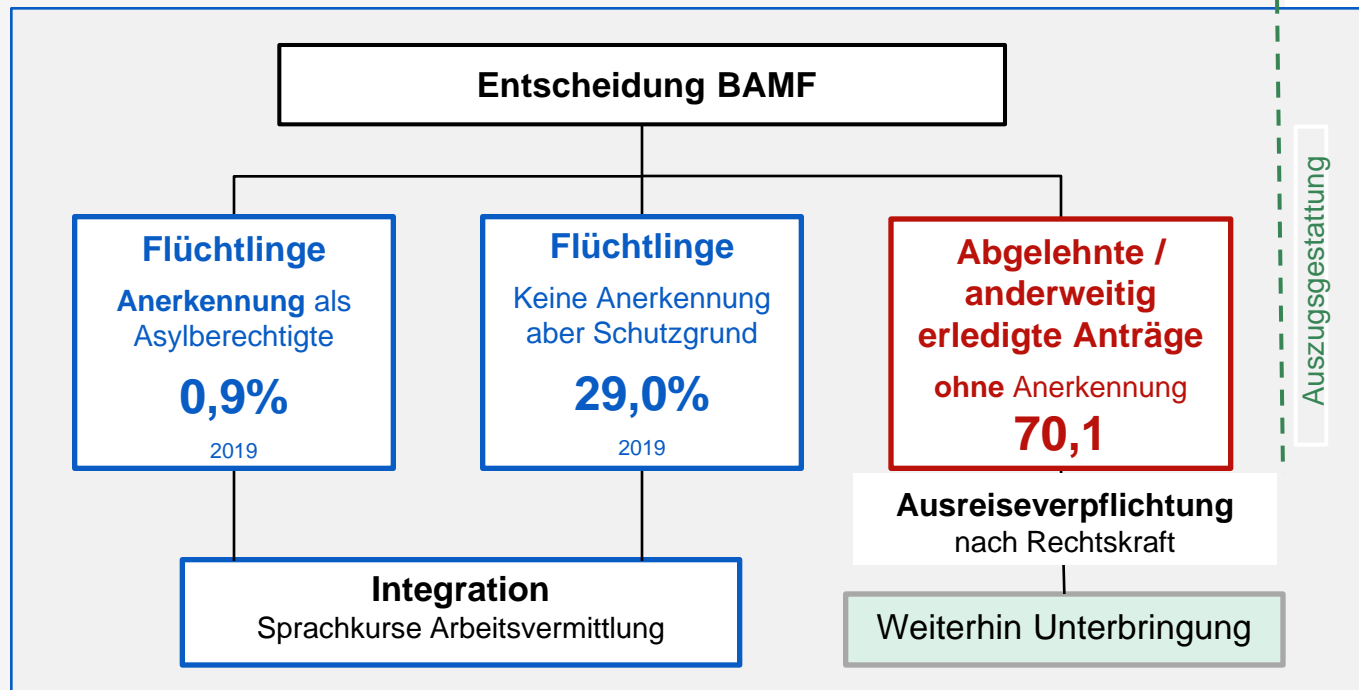 Entscheidung BAMF
Flüchtlinge
Anerkennung als
Asylberechtigte
0,9%
2019
Flüchtlinge
Keine Anerkennung
aber Schutzgrund
29,0%
2019
Abgelehnte /
anderweitig
erledigte Anträge
ohne Anerkennung
70,1
Auszugsgestattung
Ausreiseverpflichtung
nach Rechtskraft
Integration
Sprachkurse Arbeitsvermittlung
Weiterhin Unterbringung